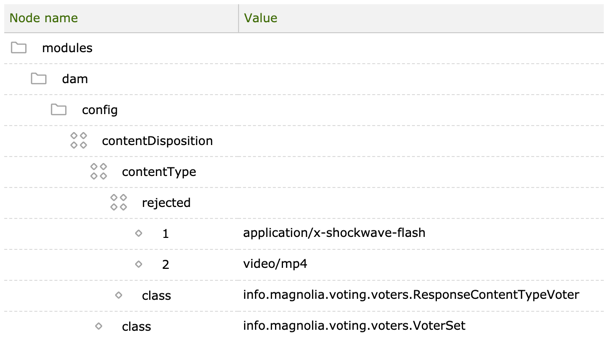 Node name Value
modules
dam
config
contentDisposition
contentType
rejected
1 application/x-shockwave-flash
2 video/mp4
class info.magnolia.voting.voters.ResponseContentTypeVoter
class info.magnolia.voting.voters.VoterSet